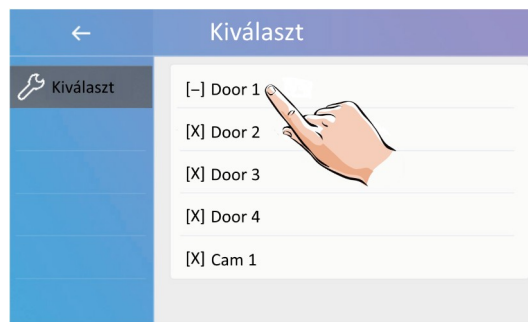 ← Kiválaszt
Kiválaszt
[–] Door 1
[X] Door 2
[X] Door 3
[X] Door 4
[X] Cam 1